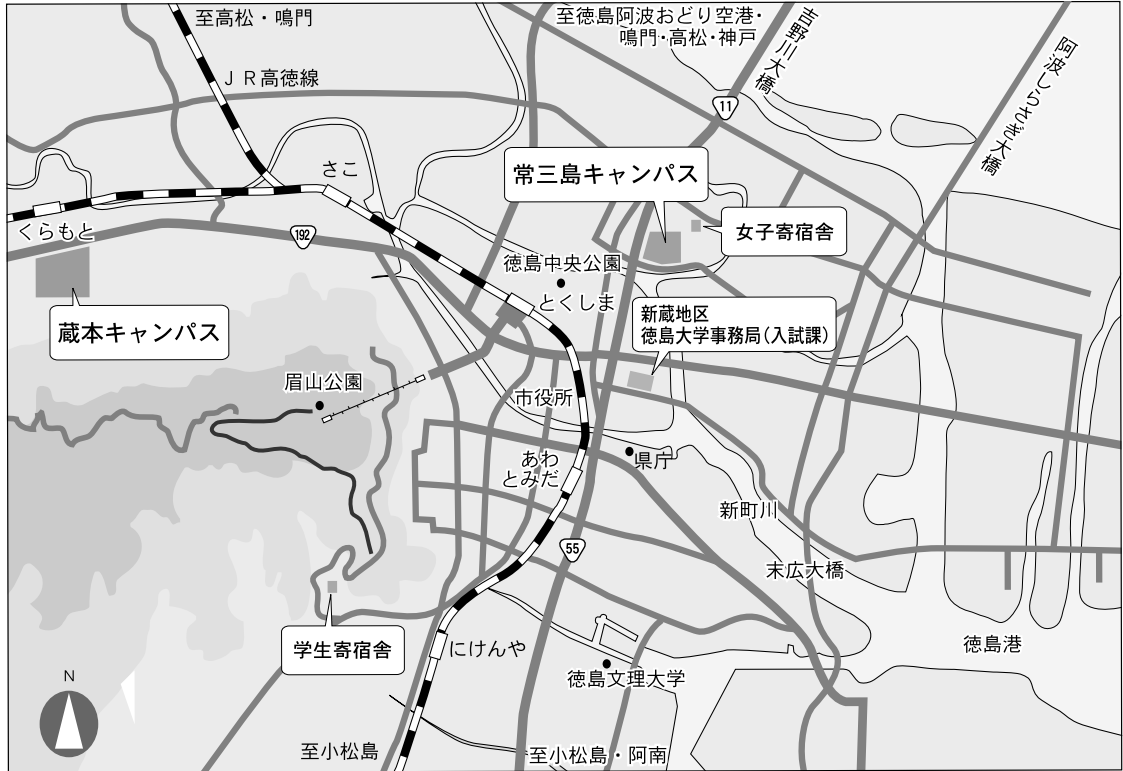 至高松・鳴門
至徳島阿波おどり空港・
鳴門・高松・神戸
吉野川大橋
阿波しらさぎ大橋
ＪＲ高徳線
11
さこ
常三島キャンパス
くらもと
192
女子寄宿舎
徳島中央公園
とくしま
新蔵地区
徳島大学事務局(入試課)
蔵本キャンパス
眉山公園
市役所
あわ
とみだ
県庁
新町川
55
末広大橋
学生寄宿舎
にけんや
徳島港
徳島文理大学
N
至小松島
至小松島・阿南